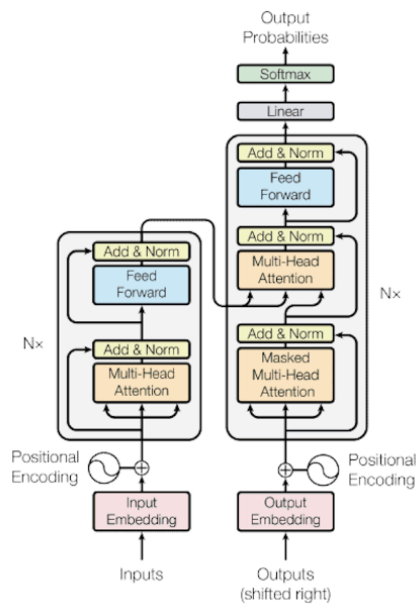 Output
Probabilities
Softmax
Linear
Add & Norm
Feed
Forward
Add & Norm
Multi-Head
Attention
Add & Norm
Masked
Multi-Head
Attention
N×
Add & Norm
Feed
Forward
N×
Add & Norm
Multi-Head
Attention
Positional
Encoding
Input
Embedding
Inputs
Positional
Encoding
Output
Embedding
Outputs
(shifted right)